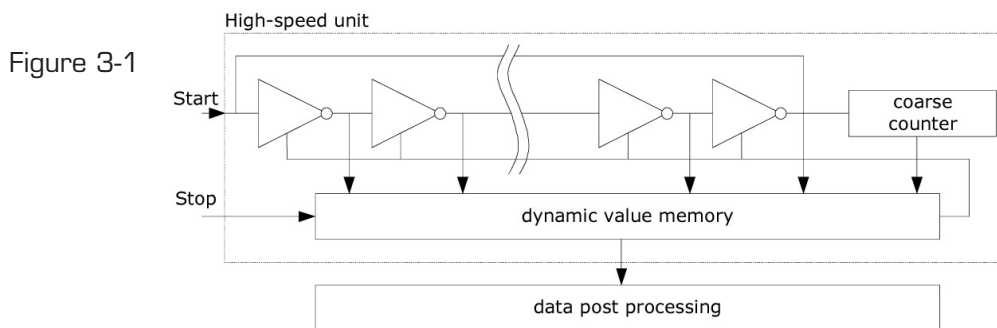 High-speed unit
Figure 3-1
Start
coarse
counter
Stop
dynamic value memory
data post processing